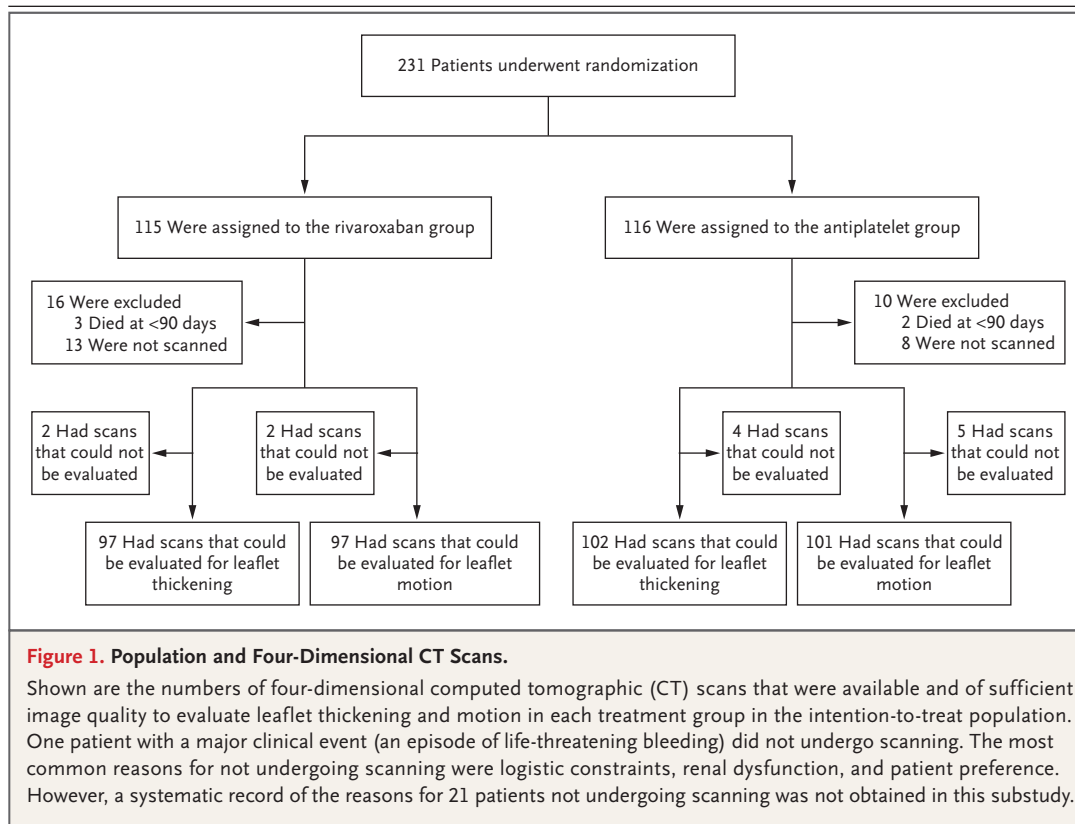 231 Patients underwent randomization
115 Were assigned to the rivaroxaban group
116 Were assigned to the antiplatelet group
16 Were excluded
3 Died at <90 days
13 Were not scanned
10 Were excluded
2 Died at <90 days
8 Were not scanned
2 Had scans
that could not
be evaluated
2 Had scans
that could not
be evaluated
4 Had scans
that could not
be evaluated
5 Had scans
that could not
be evaluated
97 Had scans that could
be evaluated for leaflet
thickening
97 Had scans that could
be evaluated for leaflet
motion
102 Had scans that could
be evaluated for leaflet
thickening
101 Had scans that could
be evaluated for leaflet
motion
Figure 1. Population and Four-Dimensional CT Scans.
Shown are the numbers of four-dimensional computed tomographic (CT) scans that were available and of sufficient
image quality to evaluate leaflet thickening and motion in each treatment group in the intention-to-treat population.
One patient with a major clinical event (an episode of life-threatening bleeding) did not undergo scanning. The most
common reasons for not undergoing scanning were logistic constraints, renal dysfunction, and patient preference.
However, a systematic record of the reasons for 21 patients not undergoing scanning was not obtained in this substudy.